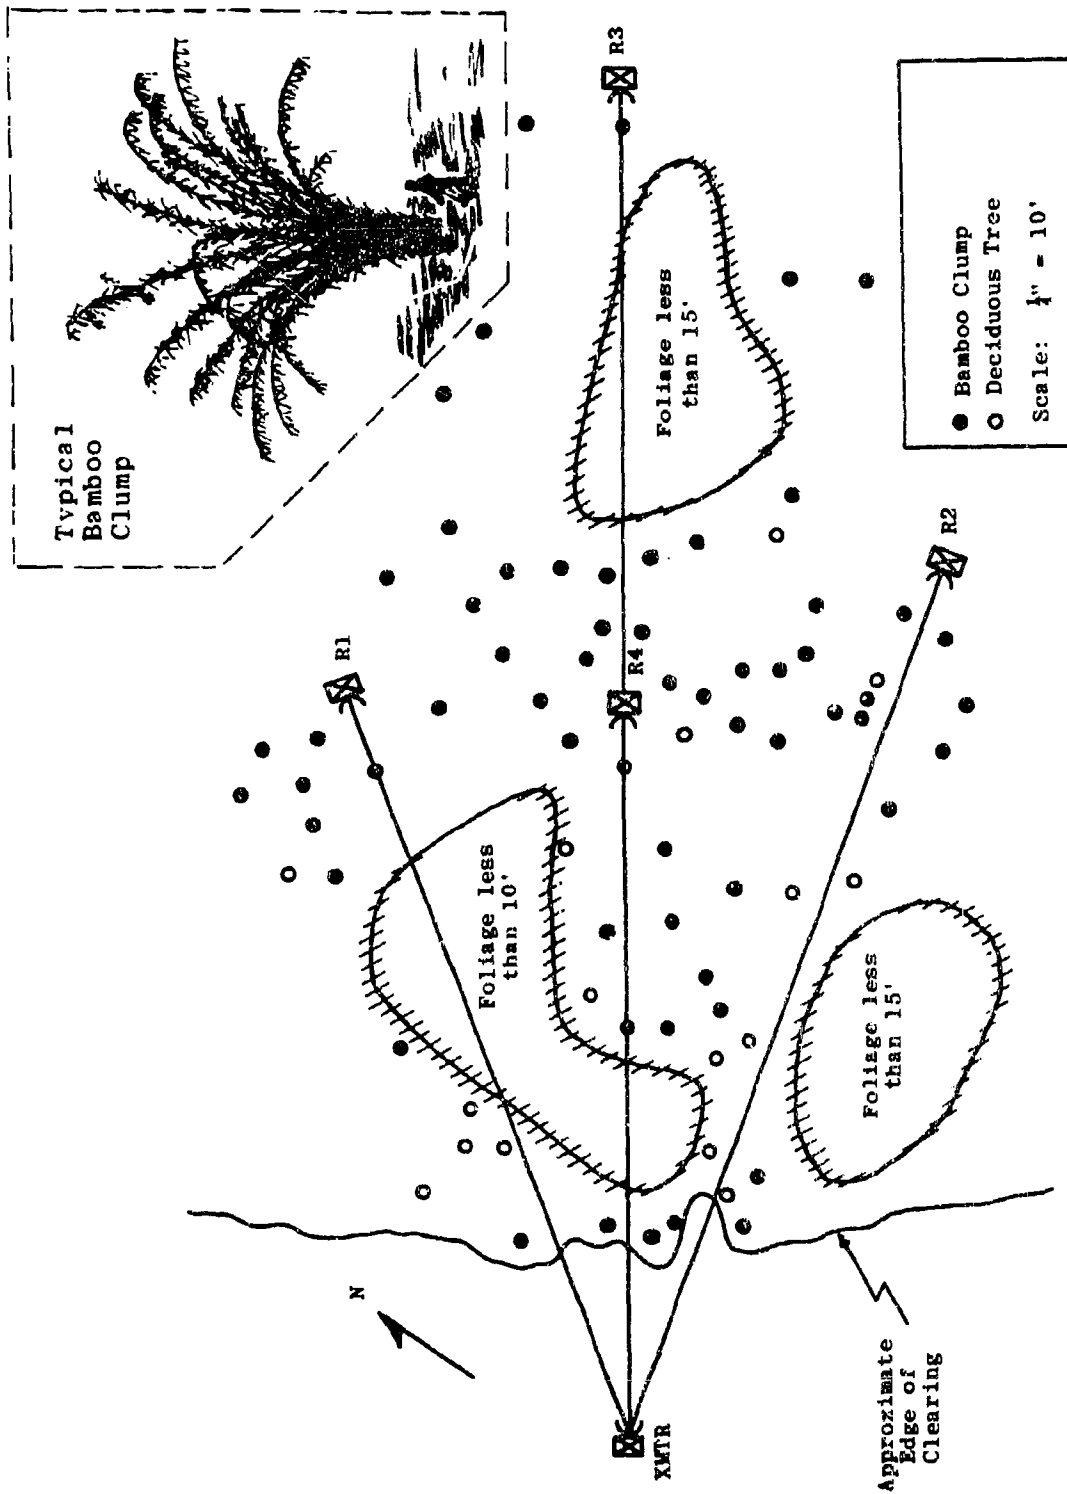 Typical
Bamboo
Clump
R1
R3
R4
R2
N
XMTR
Foliage less
than 10'
Foliage less
than 15'
Foliage less
than 15'
Approximate
Edge of
Clearing
Bamboo Clump
Deciduous Tree
Scale: ¼" = 10'